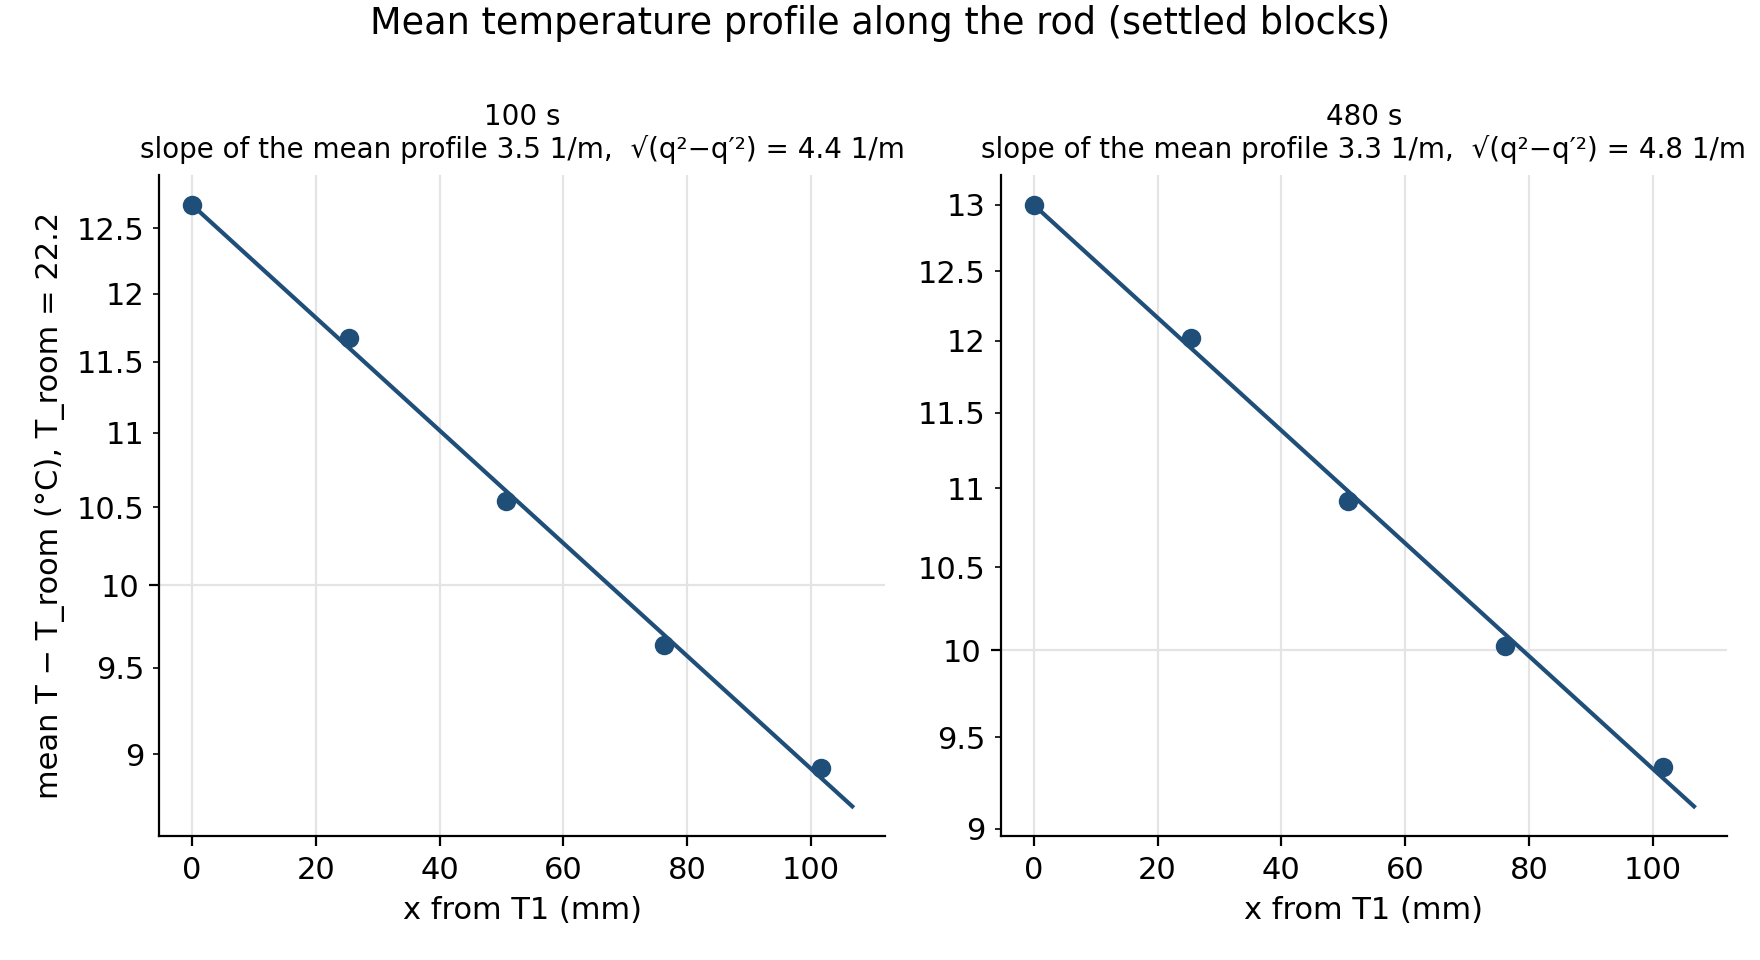 Mean temperature profile along the rod (settled blocks)
100 s
slope of the mean profile 3.5 1/m, √(q²−q′²) = 4.4 1/m
mean T − T_room (°C), T_room = 22.2
12.5
12
11.5
11
10.5
10
9.5
9
0 20 40 60 80 100
x from T1 (mm)
480 s
slope of the mean profile 3.3 1/m, √(q²−q′²) = 4.8 1/m
13
12.5
12
11.5
11
10.5
10
9.5
9
0 20 40 60 80 100
x from T1 (mm)